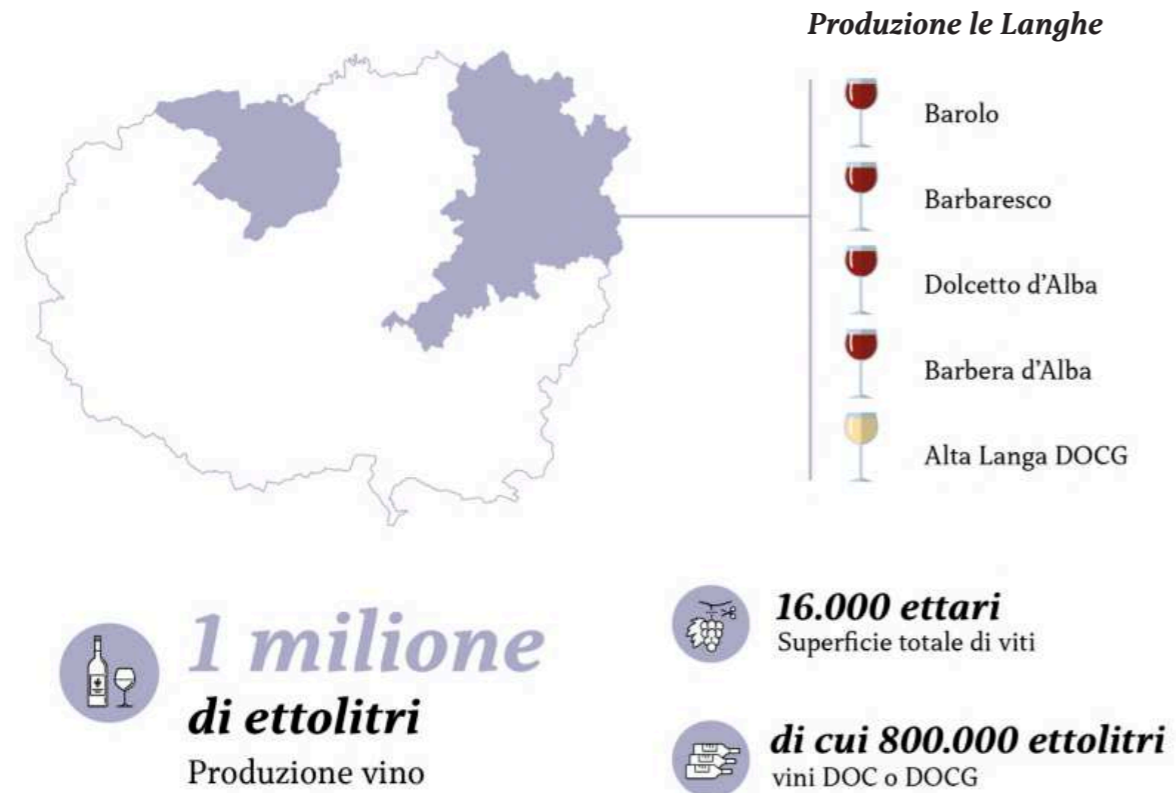 Produzione le Langhe
Barolo
Barbaresco
Dolcetto d'Alba
Barbera d'Alba
Alta Langa DOCG
1 milione
di ettolitri
Produzione vino
16.000 ettari
Superficie totale di viti
di cui 800.000 ettolitri
vini DOC o DOCG